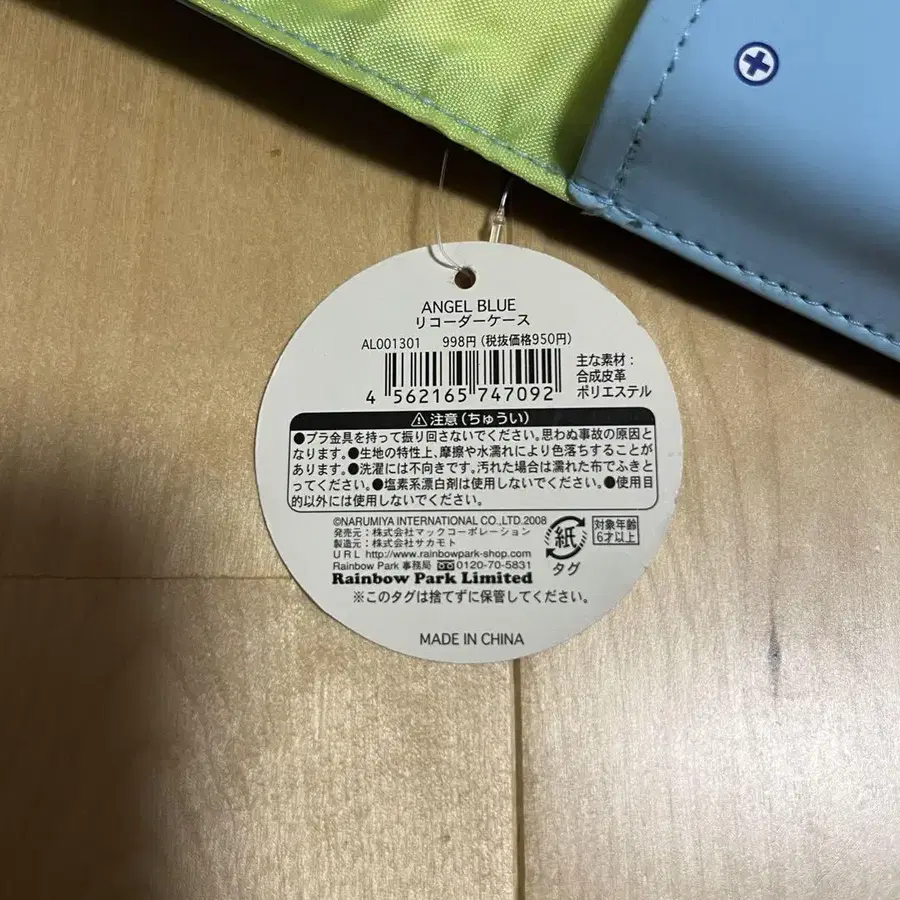 ANGEL BLUE
リコーダーケース
AL001301 998円(税抜価格950円)
4 562165 747092
主な素材:
合成皮革
ポリエステル
⚠注意(ちゅうい)
●プラ金具を持って振り回さないでください。思わぬ事故の原因と
なります。●生地の特性上、摩擦や水濡れにより色落ちすることが
あります。●洗濯には不向きです。汚れた場合は濡れた布でふきと
ってください。●塩素系漂白剤は使用しないでください。●使用目
的以外には使用しないでください。
©NARUMIYA INTERNATIONAL CO.,LTD.2008
発売元:株式会社マックコーポレーション
製造元:株式会社サカモト
URL http://www.rainbowpark-shop.com
Rainbow Park 事務局 0120-70-5831
Rainbow Park Limited
紙
タグ
対象年齢
6才以上
※このタグは捨てずに保管してください。
MADE IN CHINA